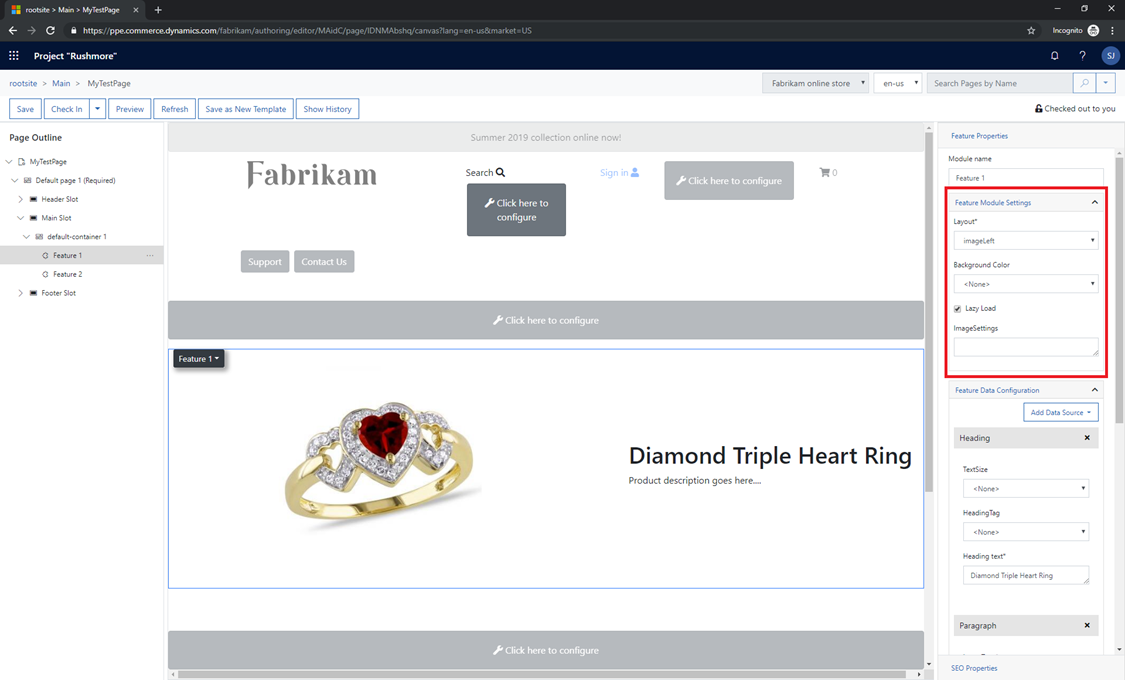 rootsite > Main > MyTestPage
https://ppe.commerce.dynamics.com/fabrikam/authoring/editor/MAidC/page/IDNMAbshq/canvas?lang=en-us&market=US
Incognito
Project "Rushmore"
? SJ
rootsite > Main > MyTestPage
Fabrikam online store
en-us
Search Pages by Name
Save
Check In
Preview
Refresh
Save as New Template
Show History
Checked out to you
Page Outline
MyTestPage
Default page 1 (Required)
Header Slot
Main Slot
default-container 1
Feature 1 ...
Feature 2
Footer Slot
Summer 2019 collection online now!
Fabrikam
Search
Click here to
configure
Sign in
Click here to configure
0
Support
Contact Us
Click here to configure
Feature 1
Diamond Triple Heart Ring
Product description goes here....
Click here to configure
Feature Properties
Module name
Feature 1
Feature Module Settings
Layout*
imageLeft
Background Color
<None>
Lazy Load
ImageSettings
Feature Data Configuration
Add Data Source
Heading
TextSize
<None>
HeadingTag
<None>
Heading text*
Diamond Triple Heart Ring
Paragraph
SEO Properties